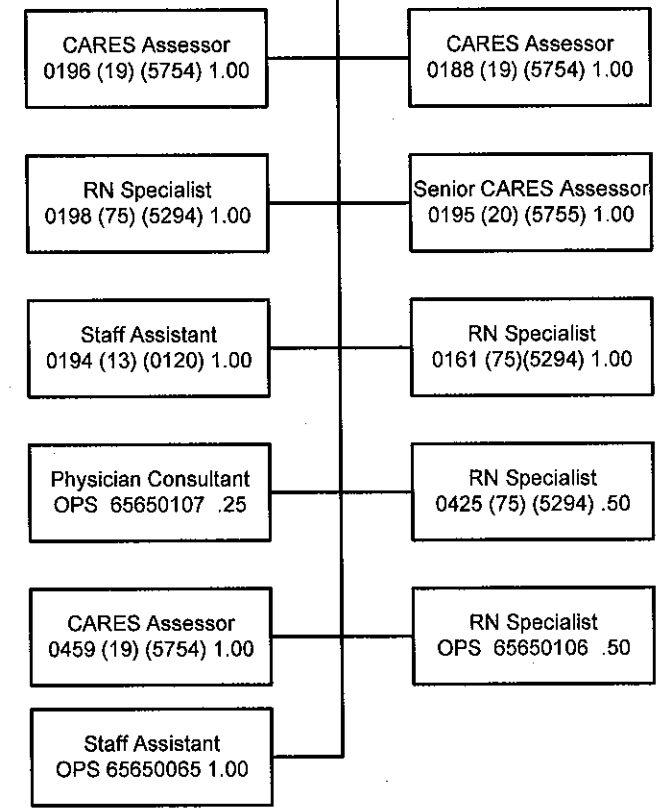 CARES Assessor
0196 (19) (5754) 1.00
CARES Assessor
0188 (19) (5754) 1.00
RN Specialist
0198 (75) (5294) 1.00
Senior CARES Assessor
0195 (20) (5755) 1.00
Staff Assistant
0194 (13) (0120) 1.00
RN Specialist
0161 (75)(5294) 1.00
Physician Consultant
OPS 65650107 .25
RN Specialist
0425 (75) (5294) .50
CARES Assessor
0459 (19) (5754) 1.00
RN Specialist
OPS 65650106 .50
Staff Assistant
OPS 65650065 1.00